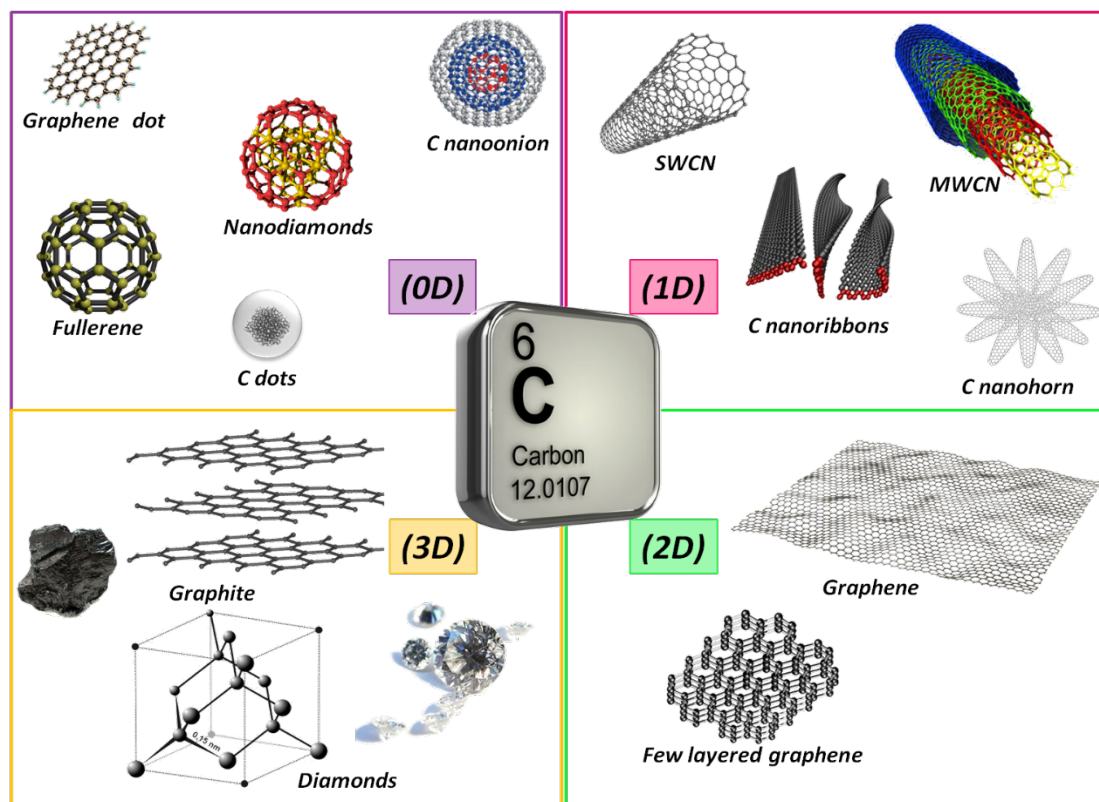 Graphene dot
C nanoonion
Nanodiamonds
Fullerene
C dots
(0D)
SWCN
MWCN
C nanoribbons
C nanohorn
(1D)
6
C
Carbon
12.0107
Graphite
(3D)
0.15 nm
Diamonds
(2D)
Graphene
Few layered graphene